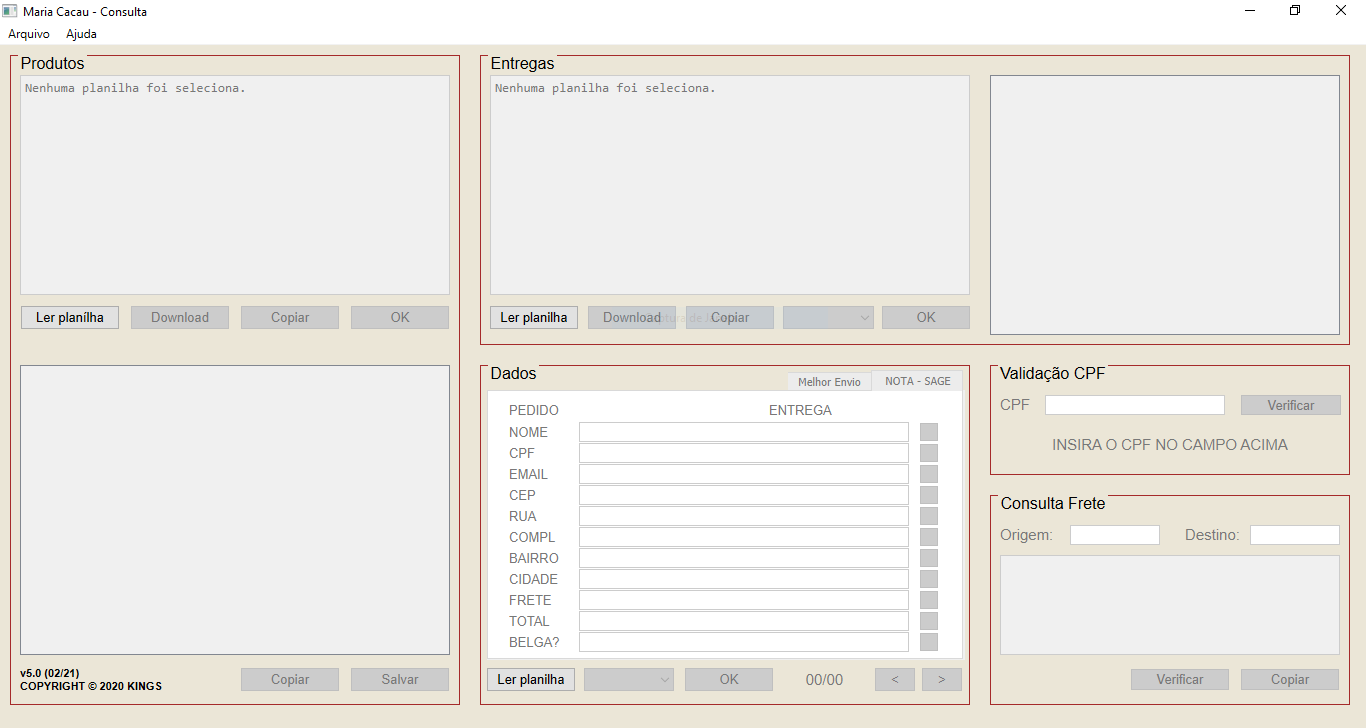 Maria Cacau - Consulta
Arquivo Ajuda
Produtos
Nenhuma planilha foi seleciona.
Ler planílha Download Copiar OK
Copiar Salvar
v5.0 (02/21)
COPYRIGHT © 2020 KINGS
Entregas
Nenhuma planilha foi seleciona.
Ler planilha Download Copiar OK
Dados
Melhor Envio NOTA - SAGE
PEDIDO ENTREGA
NOME
CPF
EMAIL
CEP
RUA
COMPL
BAIRRO
CIDADE
FRETE
TOTAL
BELGA?
Ler planilha OK 00/00 < >
Validação CPF
CPF Verificar
INSIRA O CPF NO CAMPO ACIMA
Consulta Frete
Origem: Destino:
Verificar Copiar